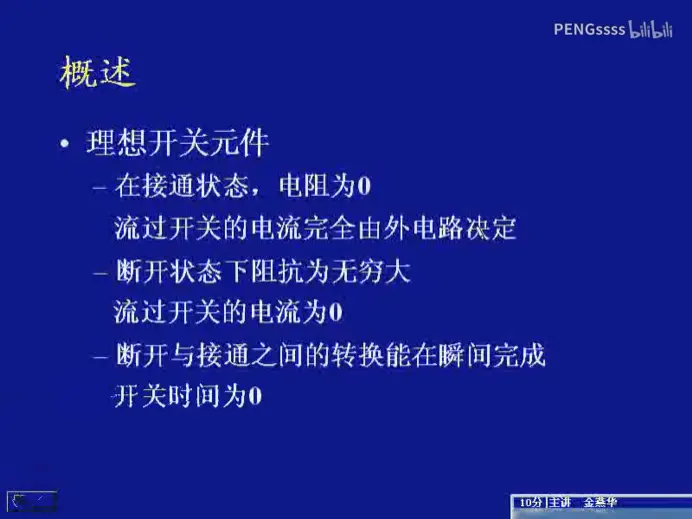 PENGssss bilibili
概述
• 理想开关元件
– 在接通状态，电阻为0
流过开关的电流完全由外电路决定
– 断开状态下阻抗为无穷大
流过开关的电流为0
– 断开与接通之间的转换能在瞬间完成
开关时间为0
10分 主讲 金燕华